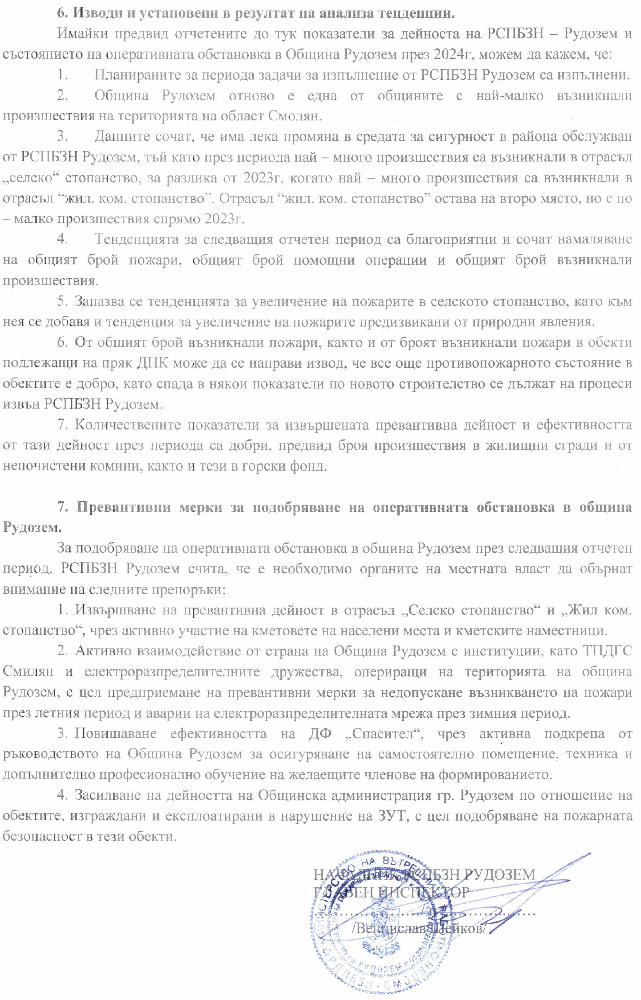 6. Изводи и установени в резултат на анализа тенденции.
Имайки предвид отчетените до тук показатели за дейноста на РСПБЗН – Рудозем и
състоянието на оперативната обстановка в Община Рудозем през 2024г, можем да кажем, че:
1. Планираните за периода задачи за изпълнение от РСПБЗН Рудозем са изпълнени.
2. Община Рудозем отново е една от общините с най-малко възникнали
произшествия на територията на област Смолян.
3. Данните сочат, че има лека промяна в средата за сигурност в района обслужван
от РСПБЗН Рудозем, тъй като през периода най – много произшествия са възникнали в отрасъл
„селско“ стопанство, за разлика от 2023г, когато най – много произшествия са възникнали в
отрасъл “жил. ком. стопанство”. Отрасъл “жил. ком. стопанство” остава на второ място, но с по
– малко произшествия спрямо 2023г.
4. Тенденцията за следващия отчетен период са благоприятни и сочат намаляване
на общият брой пожари, общият брой помощни операции и общият брой възникнали
произшествия.
5. Запазва се тенденцията за увеличение на пожарите в селското стопанство, като към
нея се добавя и тенденция за увеличение на пожарите предизвикани от природни явления.
6. От общият брой възникнали пожари, както и от броят възникнали пожари в обекти
подлежащи на пряк ДПК може да се направи извод, че все още противопожарното състояние в
обектите е добро, като спада в някои показатели по новото строителство се дължат на процеси
извън РСПБЗН Рудозем.
7. Количествените показатели за извършената превантивна дейност и ефективността
от тази дейност през периода са добри, предвид броя произшествия в жилищни сгради и от
непочистени комини, както и тези в горски фонд.
7. Превантивни мерки за подобряване на оперативната обстановка в община
Рудозем.
За подобряване на оперативната обстановка в община Рудозем през следващия отчетен
период, РСПБЗН Рудозем счита, че е необходимо органите на местната власт да обърнат
внимание на следните препоръки:
1. Извършване на превантивна дейност в отрасъл „Селско стопанство“ и „Жил ком.
стопанство“, чрез активно участие на кметовете на населени места и кметските наместници.
2. Активно взаимодействие от страна на Община Рудозем с институции, като ТПДГС
Смилян и електроразпределителните дружества, опериращи на територията на община
Рудозем, с цел предприемане на превантивни мерки за недопускане възникването на пожари
през летния период и аварии на електроразпределителната мрежа през зимния период.
3. Повишаване ефективността на ДФ „Спасител“, чрез активна подкрепа от
ръководството на Община Рудозем за осигуряване на самостоятелно помещение, техника и
допълнително професионално обучение на желаещите членове на формированието.
4. Засилване на дейността на Общинска администрация гр. Рудозем по отношение на
обектите, изграждани и експлоатирани в нарушение на ЗУТ, с цел подобряване на пожарната
безопасност в тези обекти.
НАЧАЛНИК РСПБЗН РУДОЗЕМ
ГЛАВЕН ИНСПЕКТОР
/Венцислав Шейков/
МИНИСТЕРСТВО НА ВЪТРЕШНИТЕ РАБОТИ
РДПБЗН-СМОЛЯН
РАЙОННА СЛУЖБА ПОЖАРНА БЕЗОПАСНОСТ И ЗАЩИТА НА НАСЕЛЕНИЕТО
РУДОЗЕМ